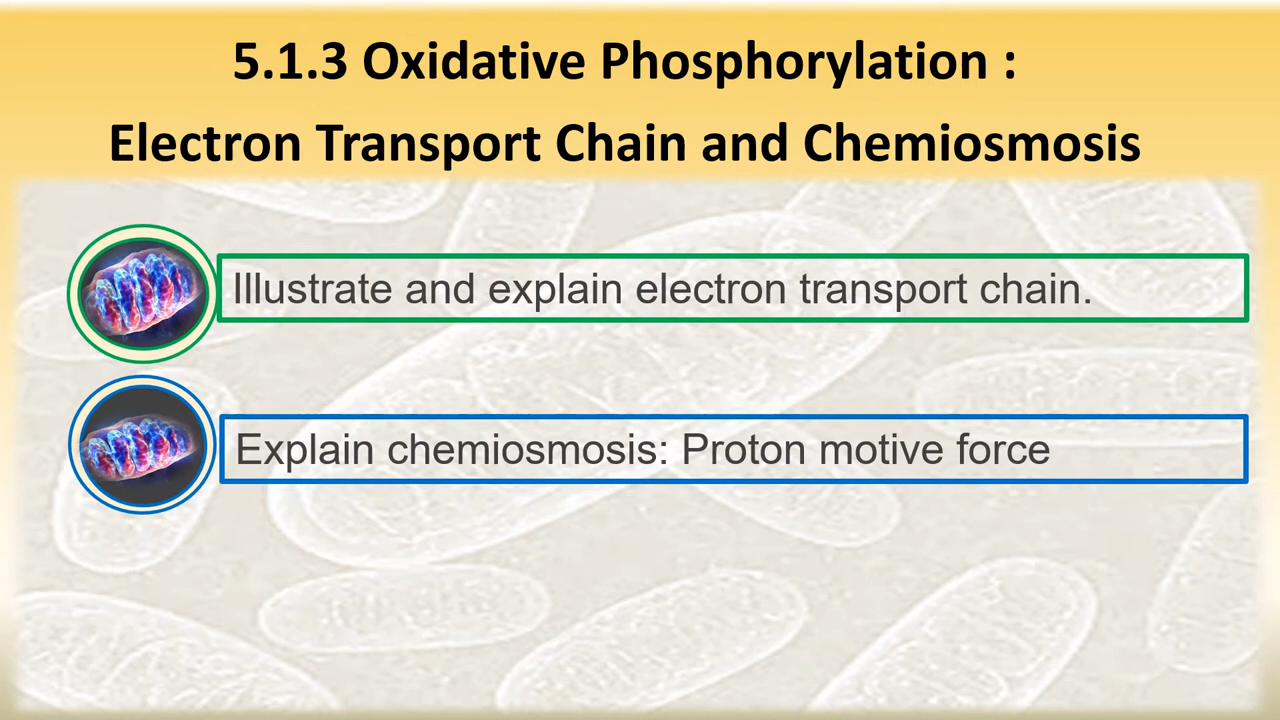 5.1.3 Oxidative Phosphorylation :
Electron Transport Chain and Chemiosmosis
Illustrate and explain electron transport chain.
Explain chemiosmosis: Proton motive force